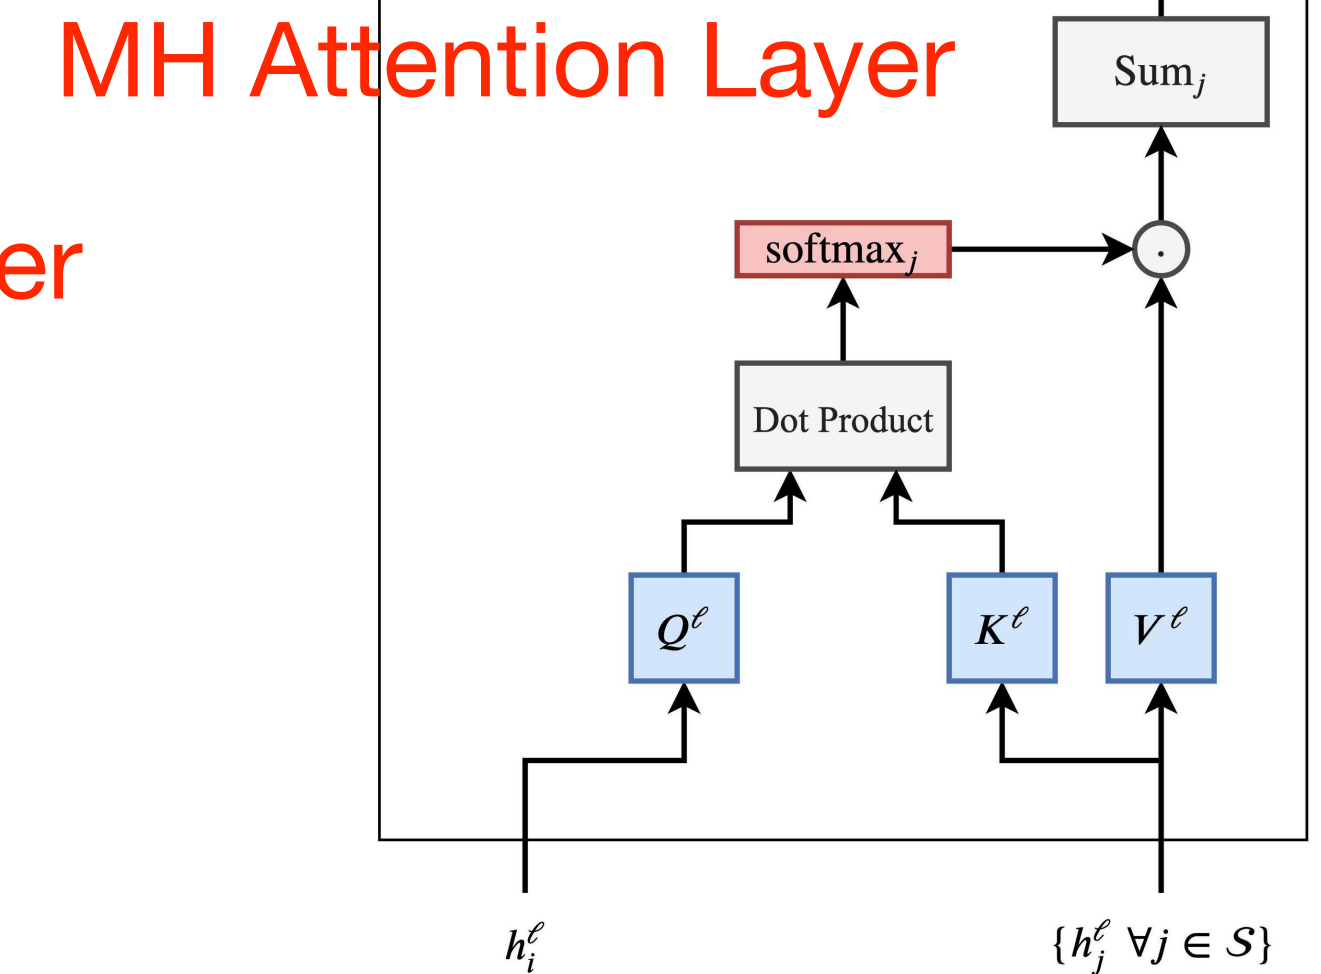 MH Attention Layer
Sum_j
er
softmax_j
.
Dot Product
Q^ℓ K^ℓ V^ℓ
h_i^ℓ {h_j^ℓ ∀j ∈ 𝒮}